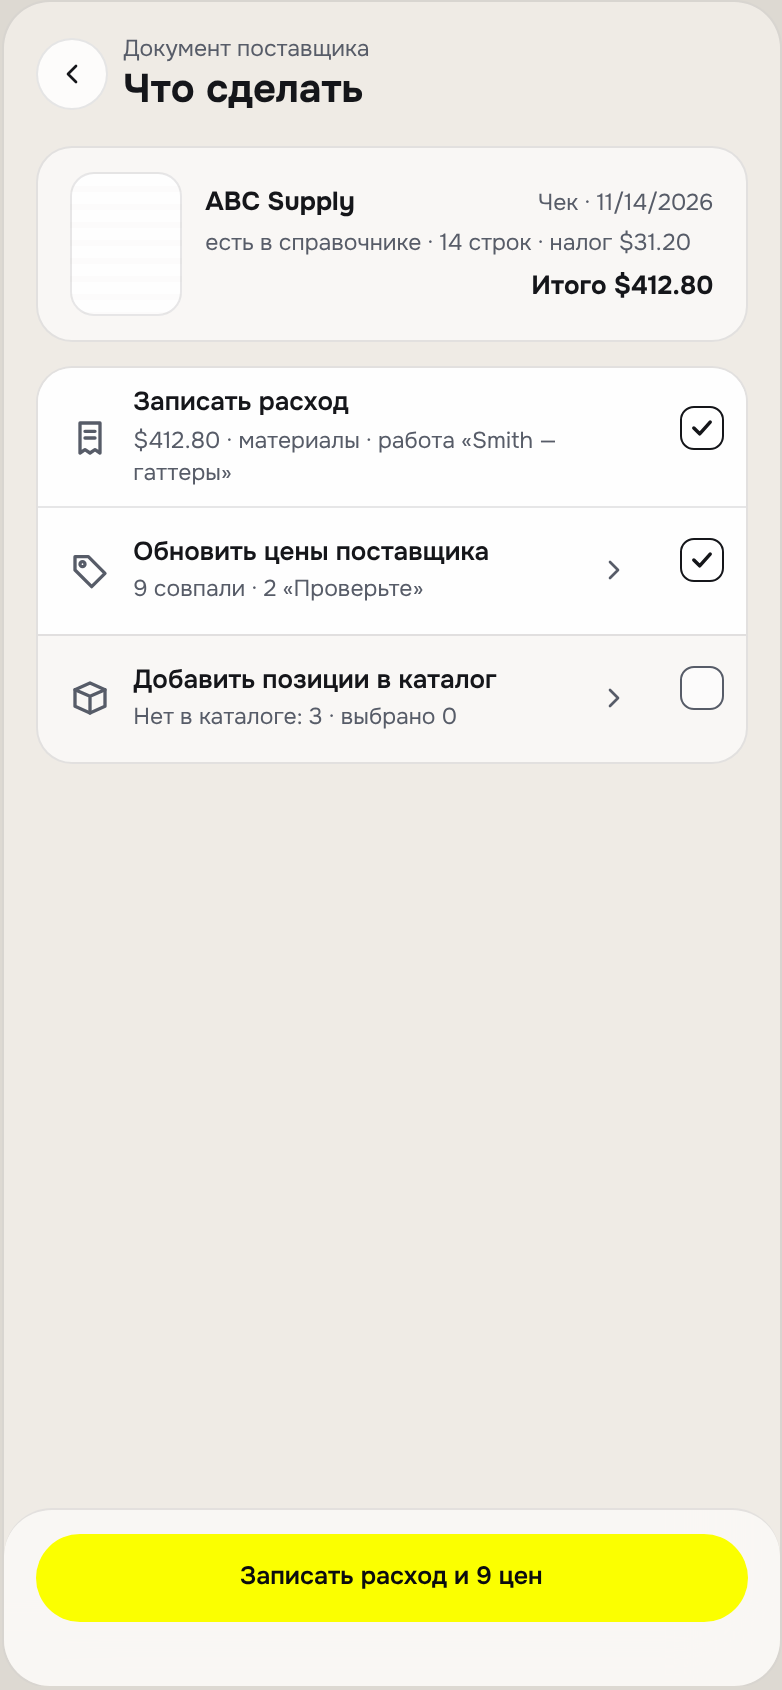 Документ поставщика
Что сделать
ABC Supply
Чек · 11/14/2026
есть в справочнике · 14 строк · налог $31.20
Итого $412.80
Записать расход
$412.80 · материалы · работа «Smith —
гаттеры»
Обновить цены поставщика
9 совпали · 2 «Проверьте»
Добавить позиции в каталог
Нет в каталоге: 3 · выбрано 0
Записать расход и 9 цен